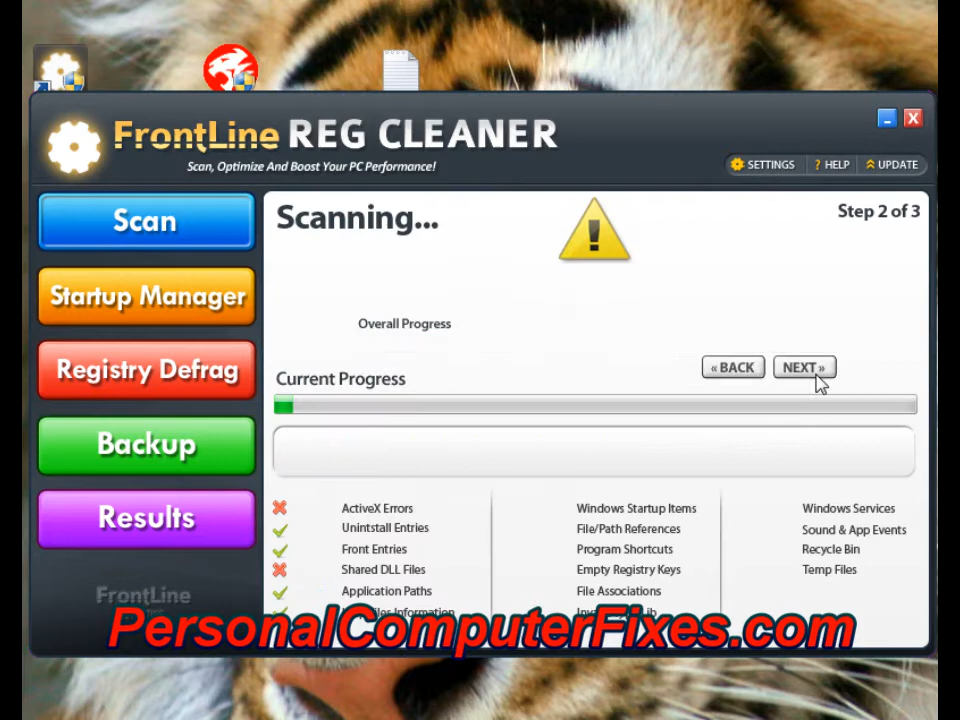 FrontLine REG CLEANER
Scan, Optimize And Boost Your PC Performance!
SETTINGS ? HELP UPDATE
Scan
Startup Manager
Registry Defrag
Backup
Results
FrontLine
Scanning...
Step 2 of 3
Overall Progress
« BACK NEXT »
Current Progress
ActiveX Errors
Uninstall Entries
Front Entries
Shared DLL Files
Application Paths
Information
Windows Startup Items
File/Path References
Program Shortcuts
Empty Registry Keys
File Associations
Windows Services
Sound & App Events
Recycle Bin
Temp Files
PersonalComputerFixes.com